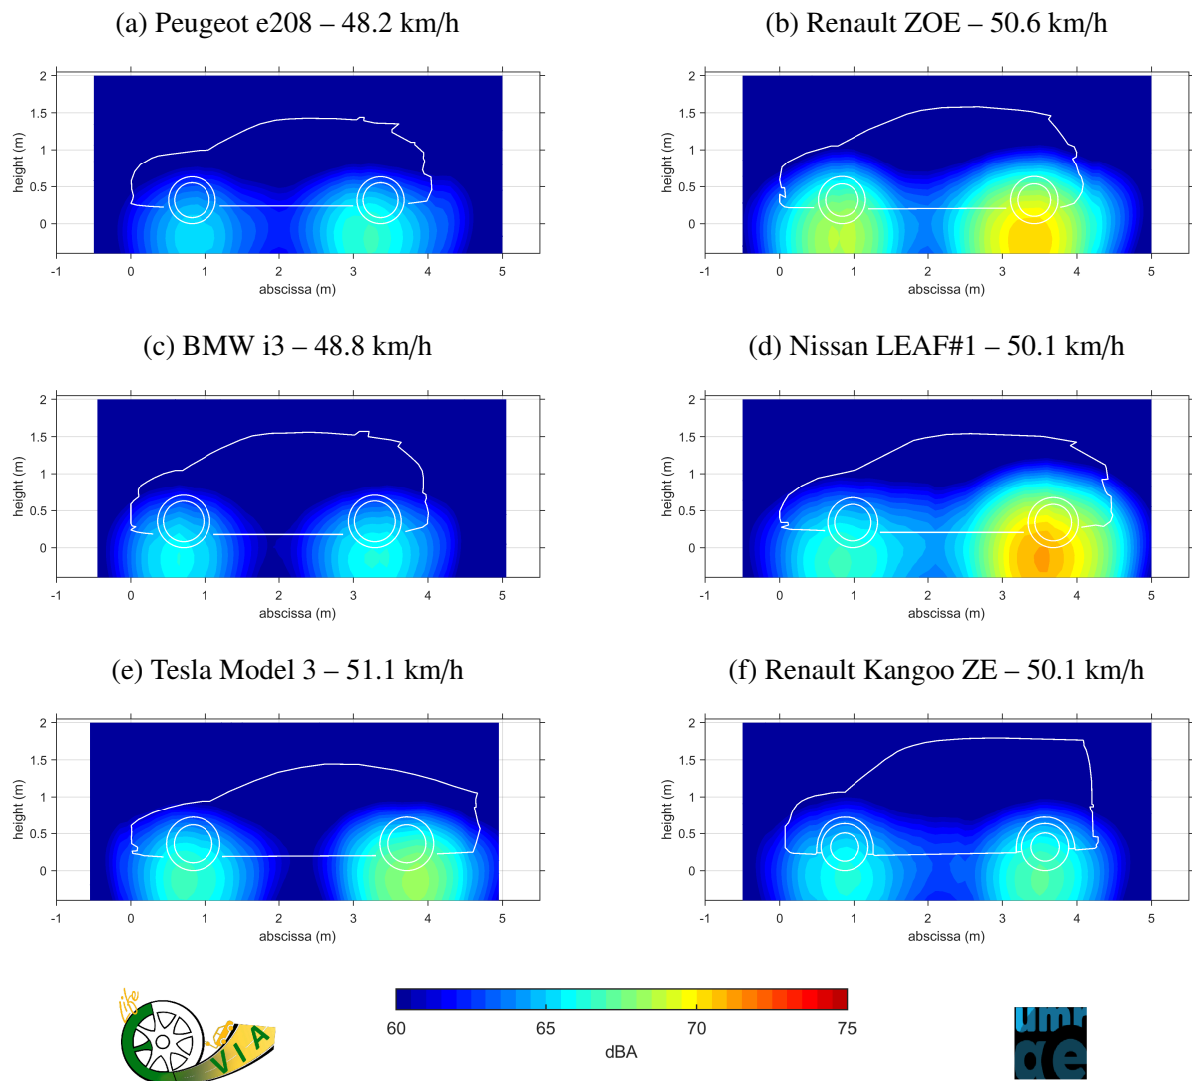 (a) Peugeot e208 – 48.2 km/h
(b) Renault ZOE – 50.6 km/h
2
1.5
1
0.5
0
height (m)
-1 0 1 2 3 4 5
abscissa (m)
2
1.5
1
0.5
0
height (m)
-1 0 1 2 3 4 5
abscissa (m)
(c) BMW i3 – 48.8 km/h
(d) Nissan LEAF#1 – 50.1 km/h
2
1.5
1
0.5
0
height (m)
-1 0 1 2 3 4 5
abscissa (m)
2
1.5
1
0.5
0
height (m)
-1 0 1 2 3 4 5
abscissa (m)
(e) Tesla Model 3 – 51.1 km/h
(f) Renault Kangoo ZE – 50.1 km/h
2
1.5
1
0.5
0
height (m)
-1 0 1 2 3 4 5
abscissa (m)
2
1.5
1
0.5
0
height (m)
-1 0 1 2 3 4 5
abscissa (m)
life
VIA
60 65 70 75
dBA
umr
ae